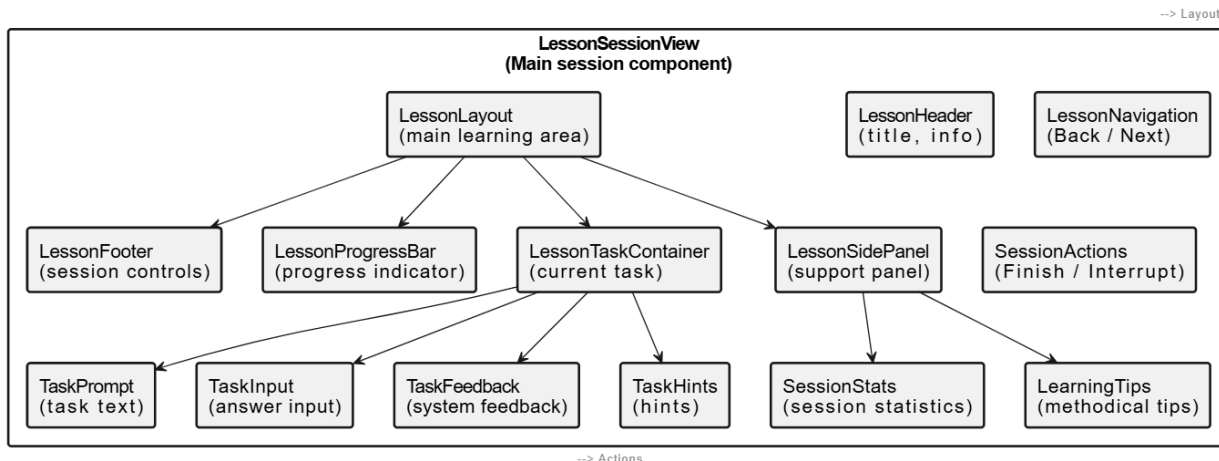 --> Layout
LessonSessionView
(Main session component)
LessonLayout
(main learning area)
LessonHeader
(title, info)
LessonNavigation
(Back / Next)
LessonFooter
(session controls)
LessonProgressBar
(progress indicator)
LessonTaskContainer
(current task)
LessonSidePanel
(support panel)
SessionActions
(Finish / Interrupt)
TaskPrompt
(task text)
TaskInput
(answer input)
TaskFeedback
(system feedback)
TaskHints
(hints)
SessionStats
(session statistics)
LearningTips
(methodical tips)
--> Actions